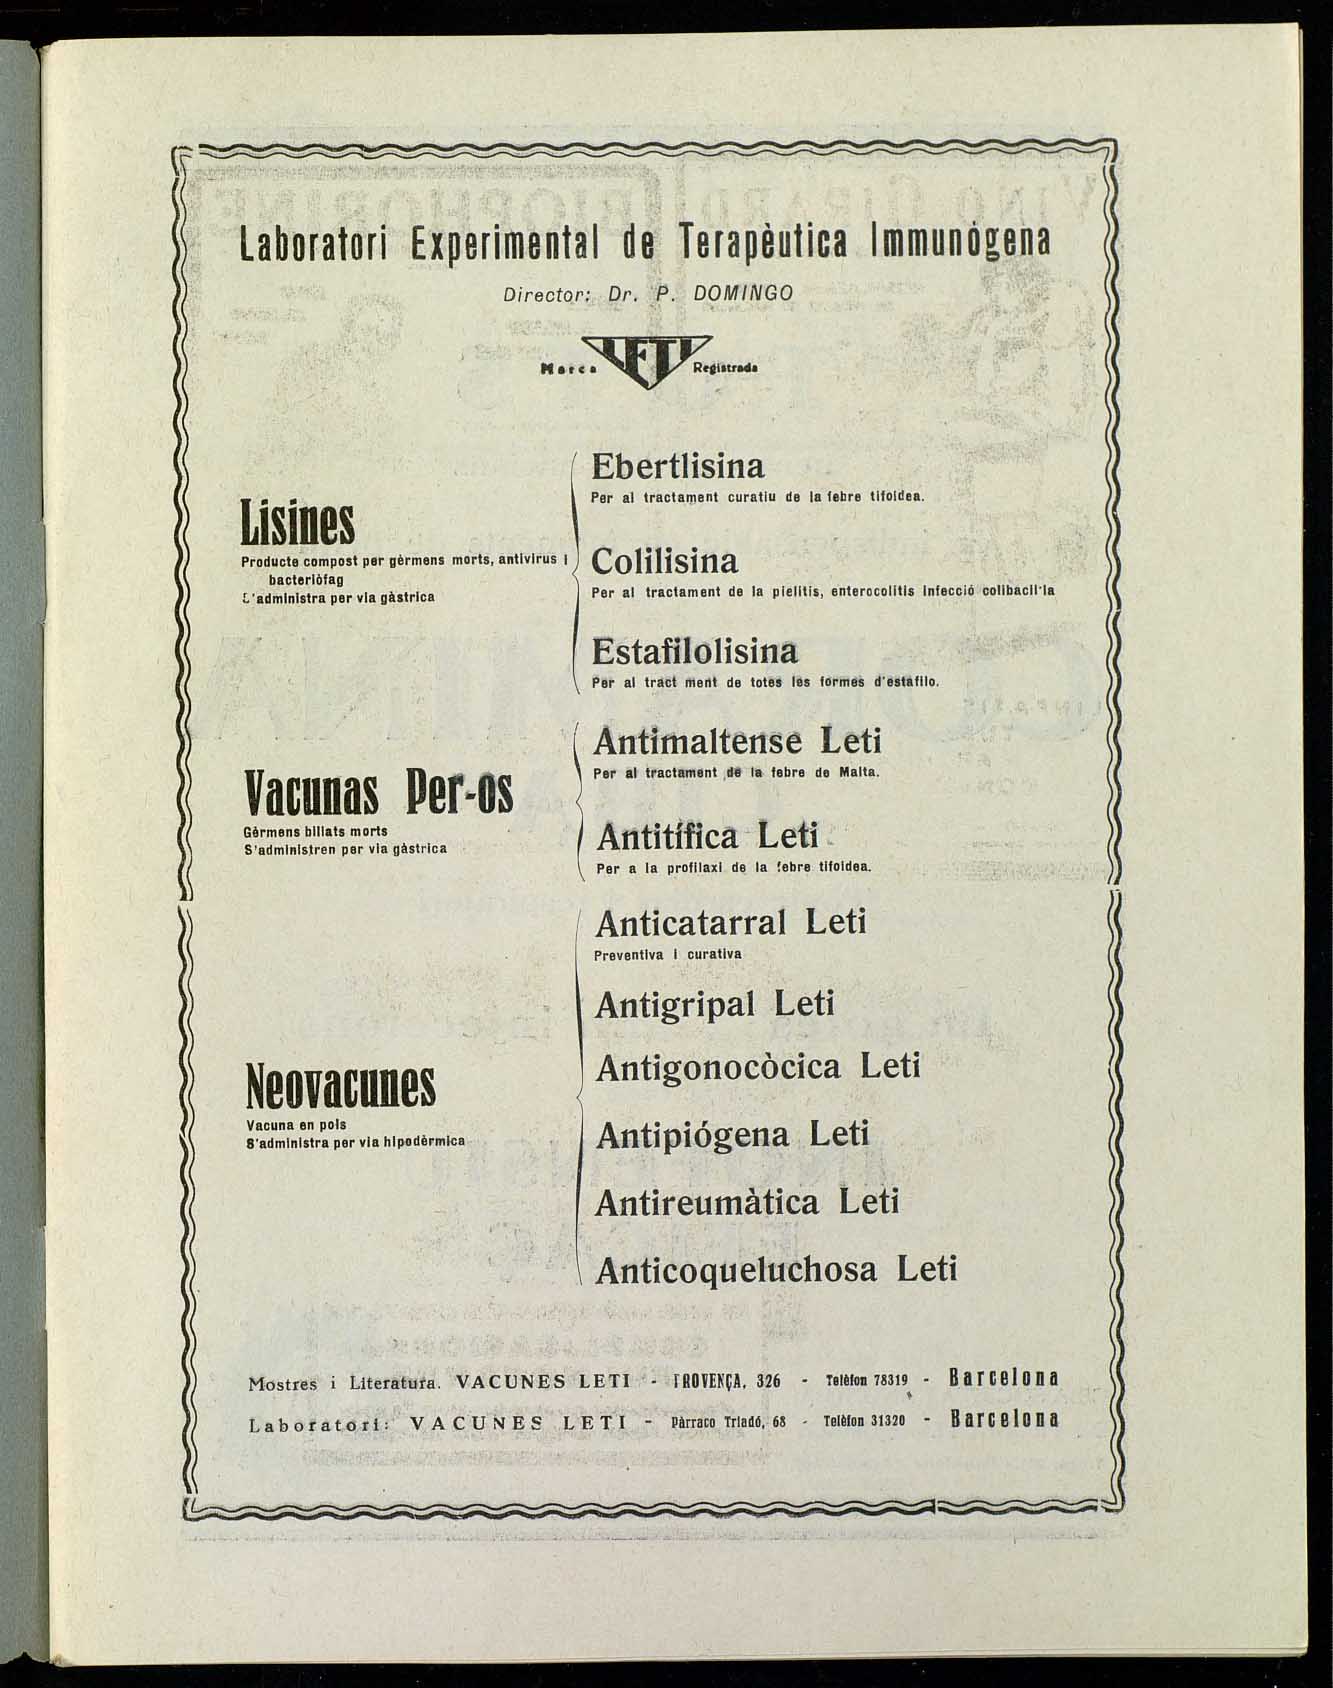 Laboratori Experimental de Terapèutica Immunógena
Director: Dr. P. DOMINGO
Marca LETI Registrada
Lisines
Producte compost per gèrmens morts, antivirus i
bacteriòfag
S'administra per via gàstrica
Ebertlisina
Per al tractament curatiu de la febre tifoidea.
Colilisina
Per al tractament de la pielitis, enterocolitis infecció colibacil·la
Estafilolisina
Per al tract ment de totes les formes d'estafilo.
Vacunas Per-os
Gèrmens biliats morts
S'administren per via gàstrica
Antimaltense Leti
Per al tractament de la febre de Malta.
Antitífica Leti
Per a la profilaxi de la febre tifoidea.
Neovacunes
Vacuna en pols
S'administra per via hipodèrmica
Anticatarral Leti
Preventiva i curativa
Antigripal Leti
Antigonocòcica Leti
Antipiógena Leti
Antireumàtica Leti
Anticoqueluchosa Leti
Mostres i Literatura. VACUNES LETI - PROVENÇA, 326 - Telèfon 78319 - Barcelona
Laboratori: VACUNES LETI - Pàrraco Triadó, 68 - Telèfon 31320 - Barcelona